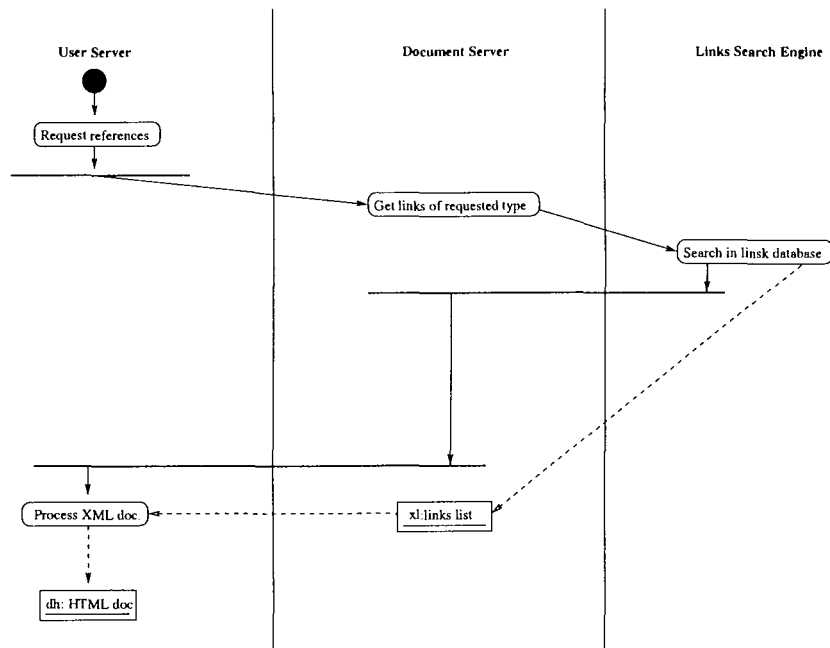 User Server
Document Server
Links Search Engine
Request references
Get links of requested type
Search in linsk database
Process XML doc.
xl:links list
dh: HTML doc